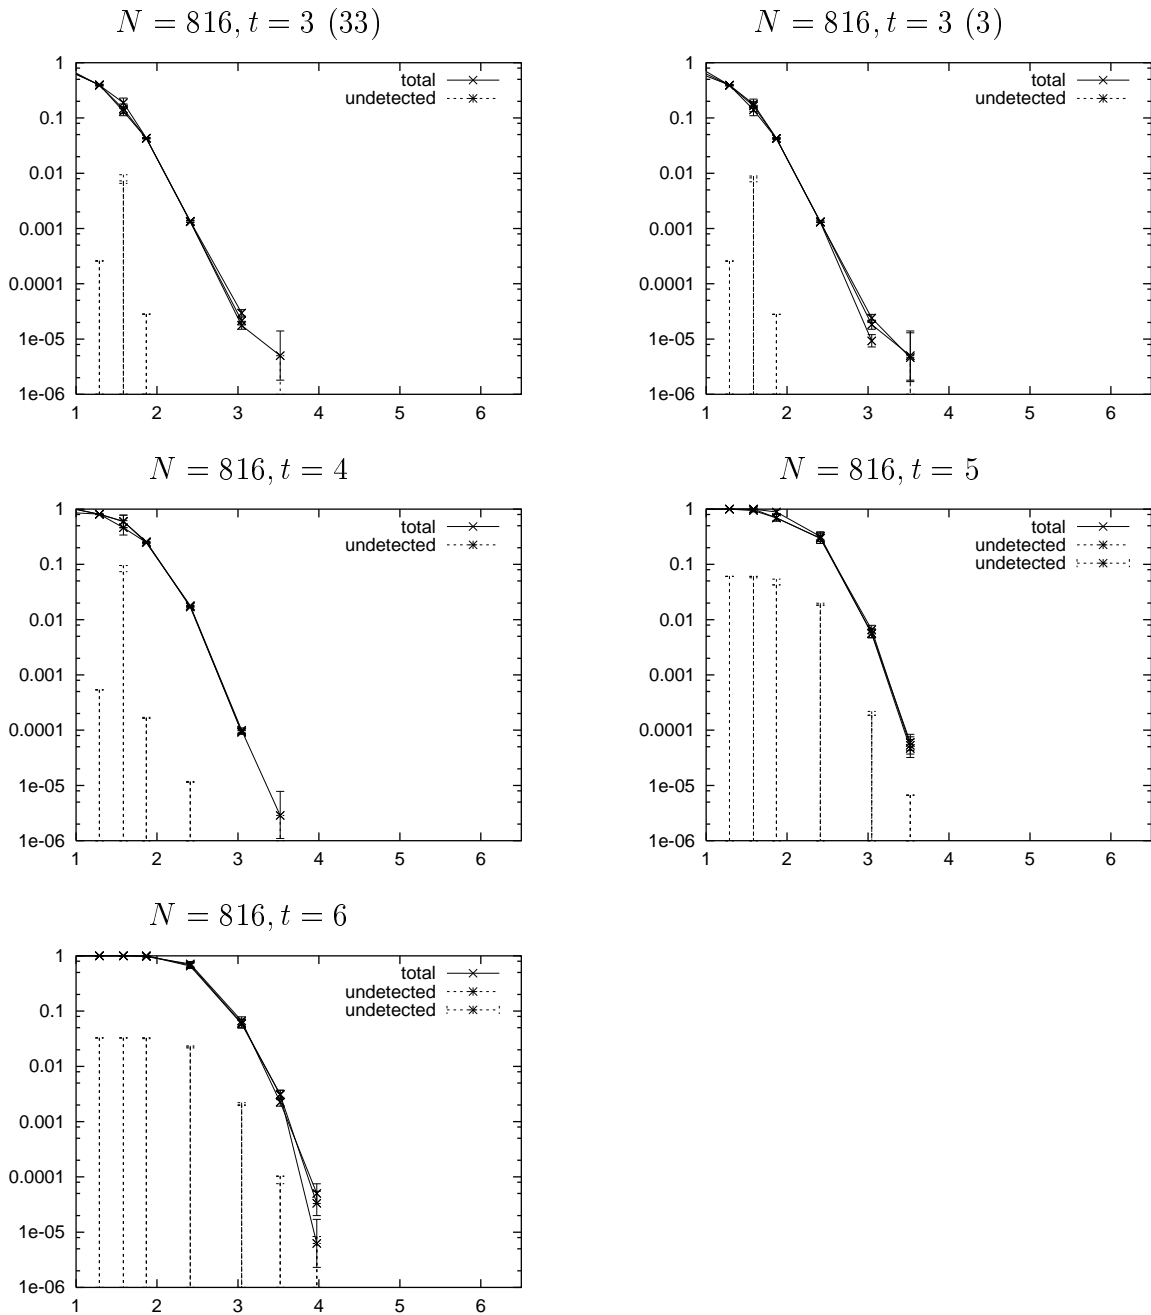 N = 816, t = 3 (33)
1
0.1
0.01
0.001
0.0001
1e-05
1e-06
1 2 3 4 5 6
total
undetected
N = 816, t = 3 (3)
1
0.1
0.01
0.001
0.0001
1e-05
1e-06
1 2 3 4 5 6
total
undetected
N = 816, t = 4
1
0.1
0.01
0.001
0.0001
1e-05
1e-06
1 2 3 4 5 6
total
undetected
N = 816, t = 5
1
0.1
0.01
0.001
0.0001
1e-05
1e-06
1 2 3 4 5 6
total
undetected
undetected
N = 816, t = 6
1
0.1
0.01
0.001
0.0001
1e-05
1e-06
1 2 3 4 5 6
total
undetected
undetected